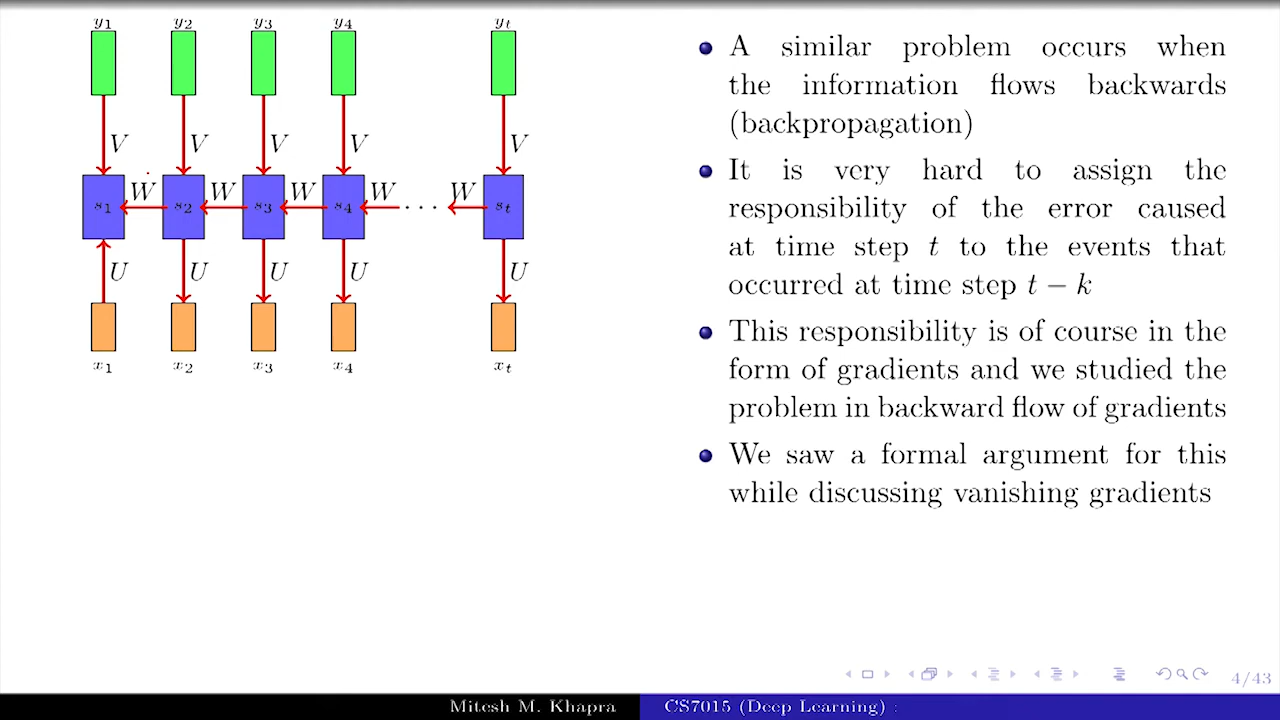 y1 y2 y3 y4 yt
V V V V V
W W W W W
s1 s2 s3 s4 ... st
U U U U U
x1 x2 x3 x4 xt
A similar problem occurs when
the information flows backwards
(backpropagation)
It is very hard to assign the
responsibility of the error caused
at time step t to the events that
occurred at time step t − k
This responsibility is of course in the
form of gradients and we studied the
problem in backward flow of gradients
We saw a formal argument for this
while discussing vanishing gradients
4/43
Mitesh M. Khapra CS7015 (Deep Learning) :